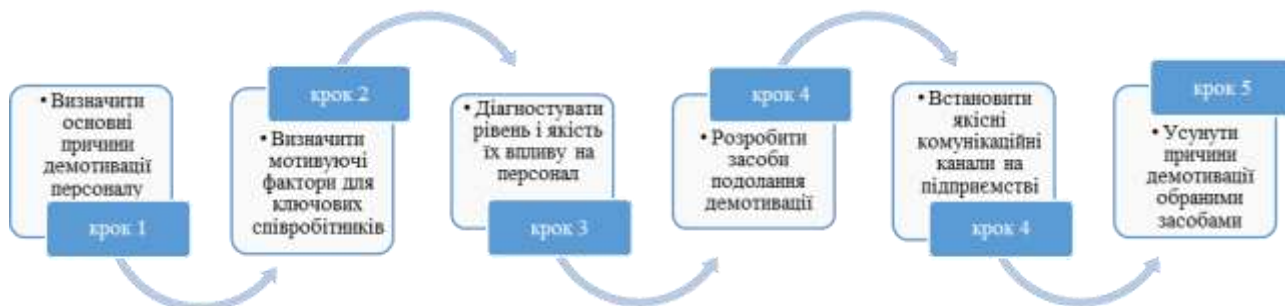 • Визначити
основні
причини
демотивації
персоналу
крок 1
крок 2
• Визначити
мотивуючі
фактори для
ключових
співробітників
• Діагностувати
рівень і якість
їх впливу на
персонал
крок 3
крок 4
• Розробити
засоби
подолання
демотивації
• Встановити
якісні
комунікаційні
канали на
підприємстві
крок 4
крок 5
• Усунути
причини
демотивації
обраними
засобами